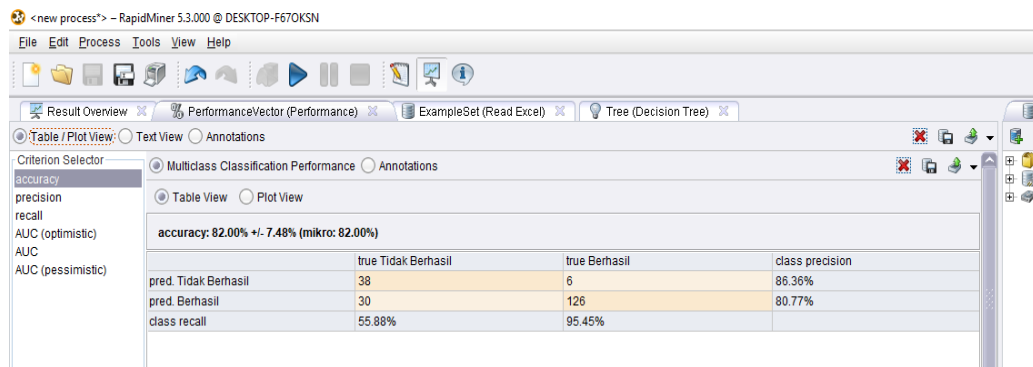 <new process*> – RapidMiner 5.3.000 @ DESKTOP-F67OKSN
File Edit Process Tools View Help
Result Overview PerformanceVector (Performance) ExampleSet (Read Excel) Tree (Decision Tree)
Table / Plot View Text View Annotations
Criterion Selector
accuracy
precision
recall
AUC (optimistic)
AUC
AUC (pessimistic)
Multiclass Classification Performance Annotations
Table View Plot View
accuracy: 82.00% +/- 7.48% (mikro: 82.00%)
true Tidak Berhasil true Berhasil class precision
pred. Tidak Berhasil 38 6 86.36%
pred. Berhasil 30 126 80.77%
class recall 55.88% 95.45%